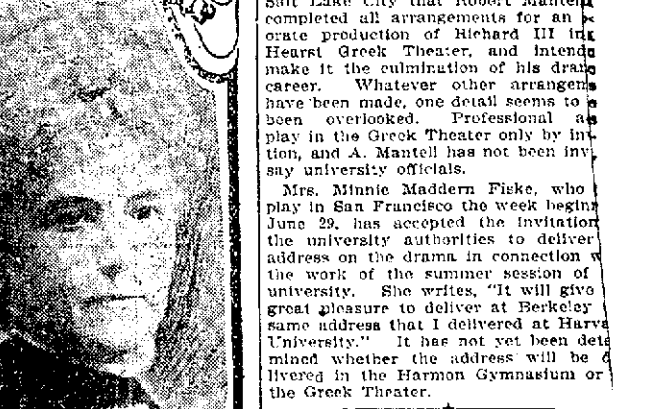 Salt Lake City that Robert Mantell
completed all arrangements for an
orate production of Richard III in
Hearst Greek Theater, and intend
make it the culmination of his dra
career. Whatever other arrangem
have been made, one detail seems to
been overlooked. Professional
play in the Greek Theater only by in
tion, and A. Mantell has not been inv
say university officials.
Mrs. Minnie Maddern Fiske, who
play in San Francisco the week begin
June 29, has accepted the invitation
the university authorities to deliver
address on the drama in connection
the work of the summer session of
university. She writes, "It will give
great pleasure to deliver at Berkeley
same address that I delivered at Harva
University." It has not yet been dete
mined whether the address will be d
livered in the Harmon Gymnasium or
the Greek Theater.